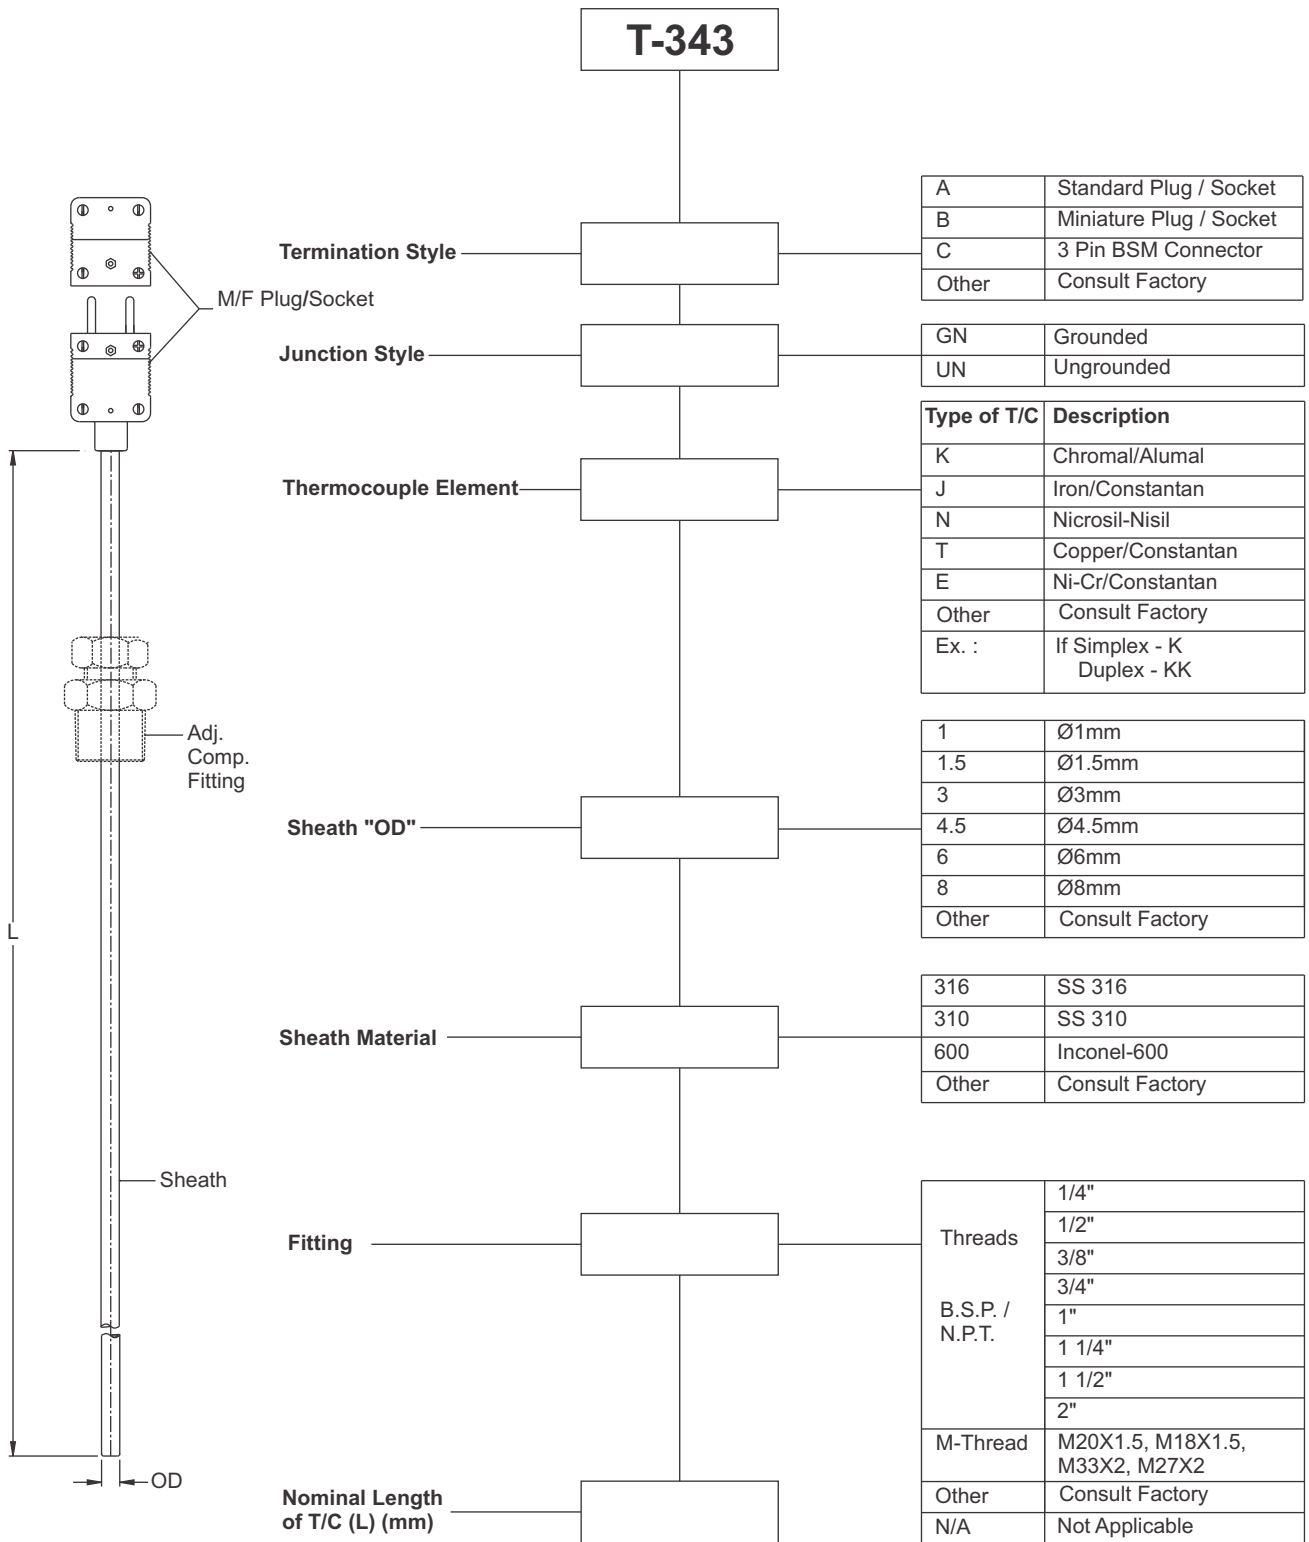 T-343
M/F Plug/Socket
Adj.
Comp.
Fitting
L
Sheath
OD
Termination Style
A Standard Plug / Socket
B Miniature Plug / Socket
C 3 Pin BSM Connector
Other Consult Factory
Junction Style
GN Grounded
UN Ungrounded
Thermocouple Element
Type of T/C Description
K Chromal/Alumal
J Iron/Constantan
N Nicrosil-Nisil
T Copper/Constantan
E Ni-Cr/Constantan
Other Consult Factory
Ex. : If Simplex - K
Duplex - KK
Sheath "OD"
1 Ø1mm
1.5 Ø1.5mm
3 Ø3mm
4.5 Ø4.5mm
6 Ø6mm
8 Ø8mm
Other Consult Factory
Sheath Material
316 SS 316
310 SS 310
600 Inconel-600
Other Consult Factory
Fitting
Threads
B.S.P. /
N.P.T.
1/4"
1/2"
3/8"
3/4"
1"
1 1/4"
1 1/2"
2"
M-Thread M20X1.5, M18X1.5,
M33X2, M27X2
Other Consult Factory
N/A Not Applicable
Nominal Length
of T/C (L) (mm)